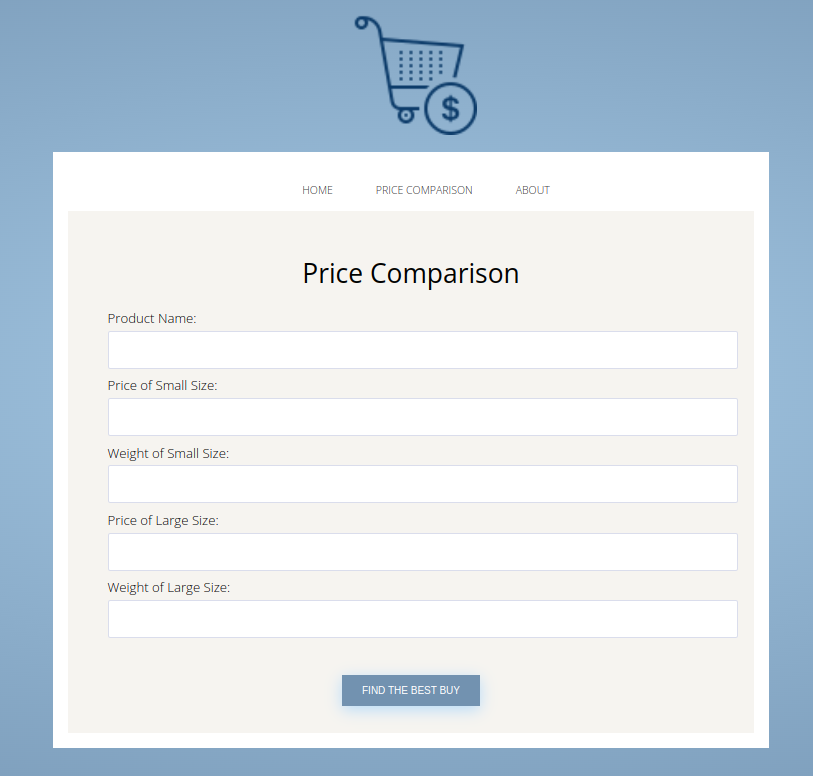 $
HOME PRICE COMPARISON ABOUT
Price Comparison
Product Name:
Price of Small Size:
Weight of Small Size:
Price of Large Size:
Weight of Large Size:
FIND THE BEST BUY